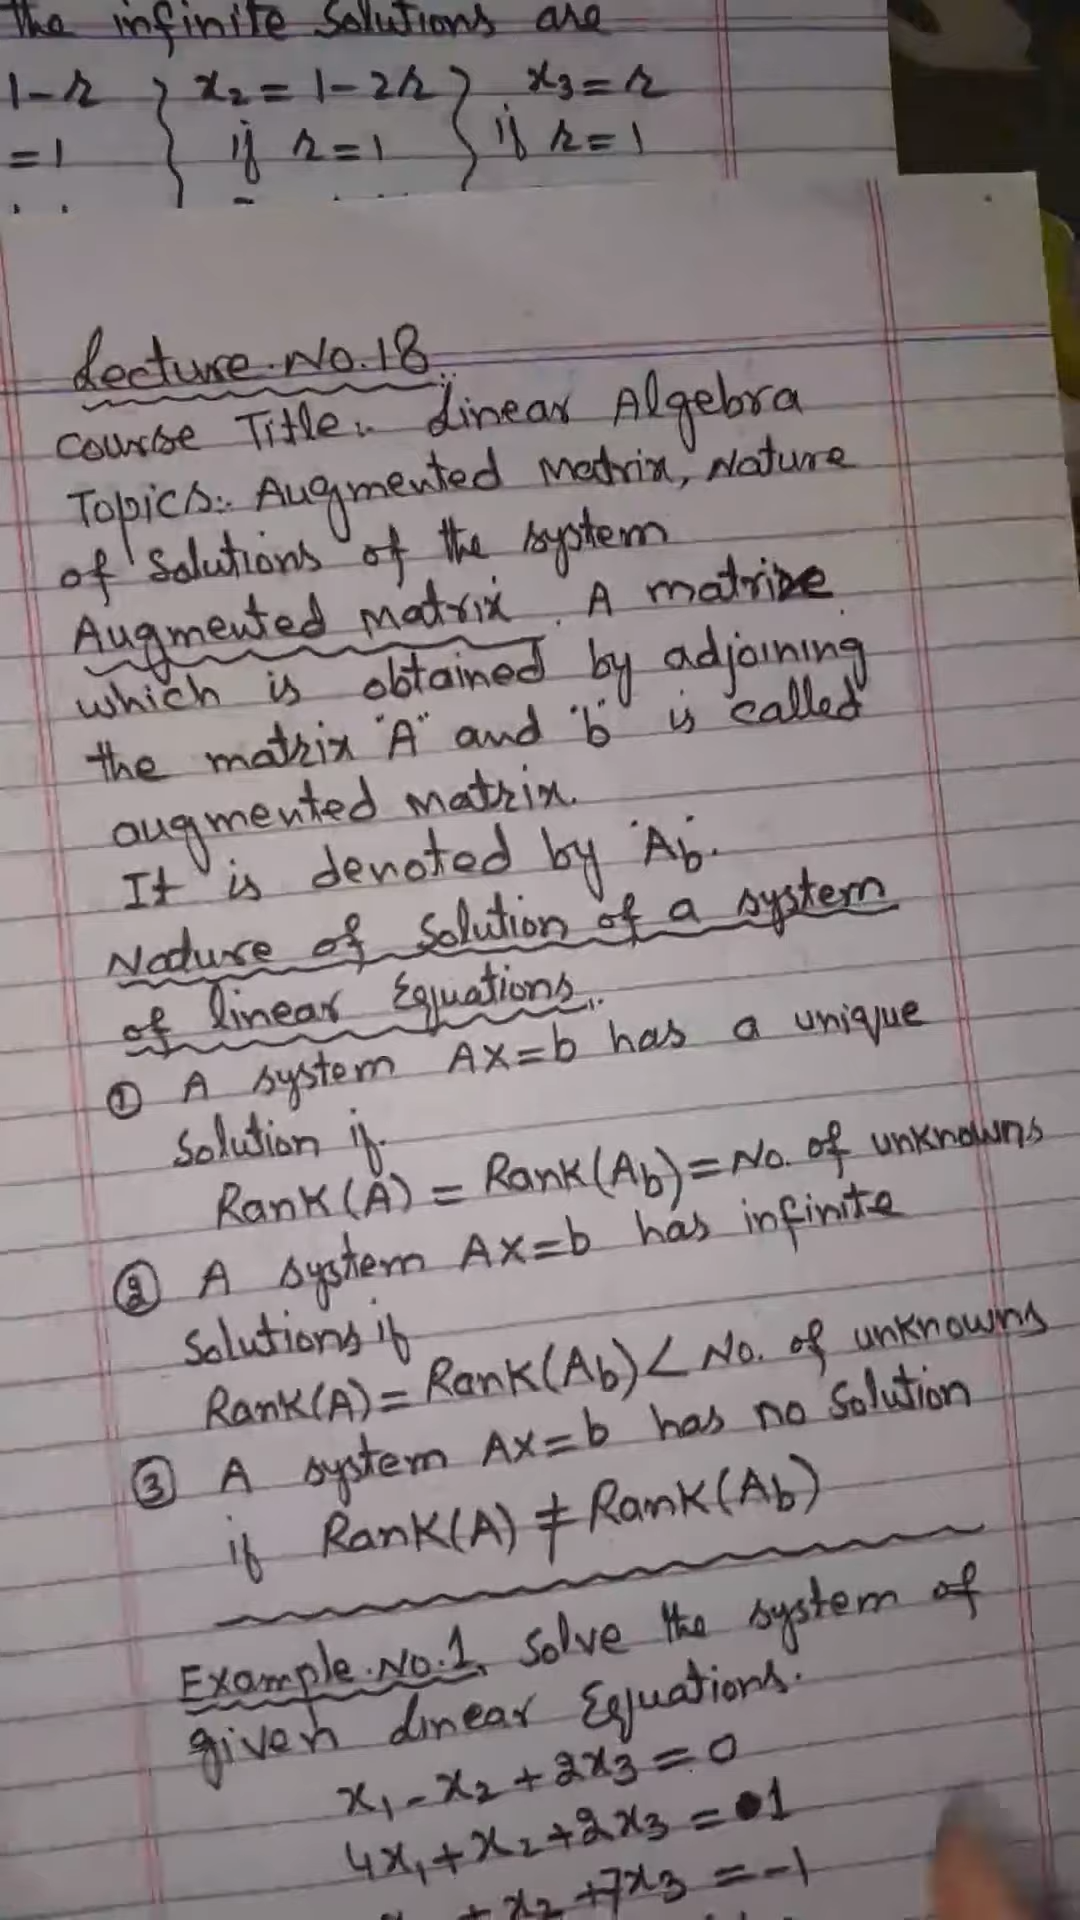 the infinite solutions are
1-r } x₂ = 1-2r } x₃ = r
=1 if r=1 if r=1
Lecture No.18
Course Title:. Linear Algebra
Topics:. Augmented Matrix, Nature
of Solutions of the system
Augmented Matrix. A matrixe
which is obtained by adjoining
the matrix "A" and "b" is called
augmented Matrix.
It is denoted by "Ab".
Nature of Solution of a system
of linear Equations:.
① A system AX=b has a unique
Solution if.
Rank(A) = Rank(Ab) = No. of unknowns
② A system AX=b has infinite
Solutions if
Rank(A) = Rank(Ab) < No. of unknowns
③ A system AX=b has no Solution
if Rank(A) ≠ Rank(Ab)
Example.No.1. Solve the system of
given Linear Equations.
x₁ - x₂ + 2x₃ = 0
4x₁ + x₂ + 2x₃ = 1
+ x₂ + 7x₃ = -1